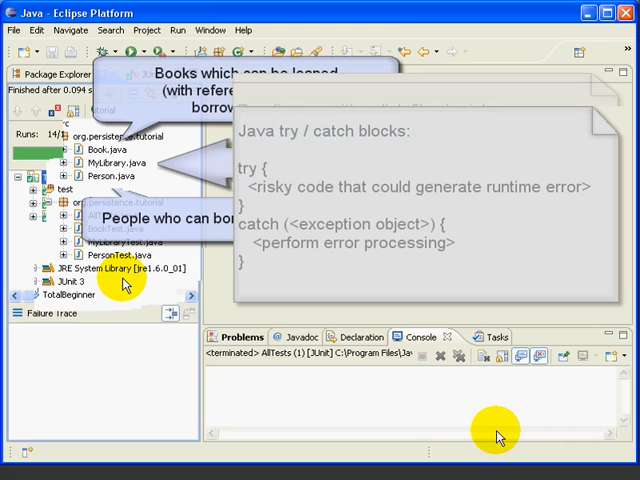 Java - Eclipse Platform
File Edit Navigate Search Project Run Window Help
Package Explorer
Finished after 0.094 s
Runs: 14/1
Books which can be loaned
(with refere
borrow
org.persistence.tutorial
Book.java
MyLibrary.java
Person.java
test
BookTest.java
People who can bor
MyLibraryTest.java
PersonTest.java
JRE System Library [jre1.6.0_01]
JUnit 3
TotalBeginner
Failure Trace
Java try / catch blocks:
try {
<risky code that could generate runtime error>
}
catch (<exception object>) {
<perform error processing>
}
Problems Javadoc Declaration Console Tasks
<terminated> AllTests (1) [JUnit] C:\Program Files\Jav